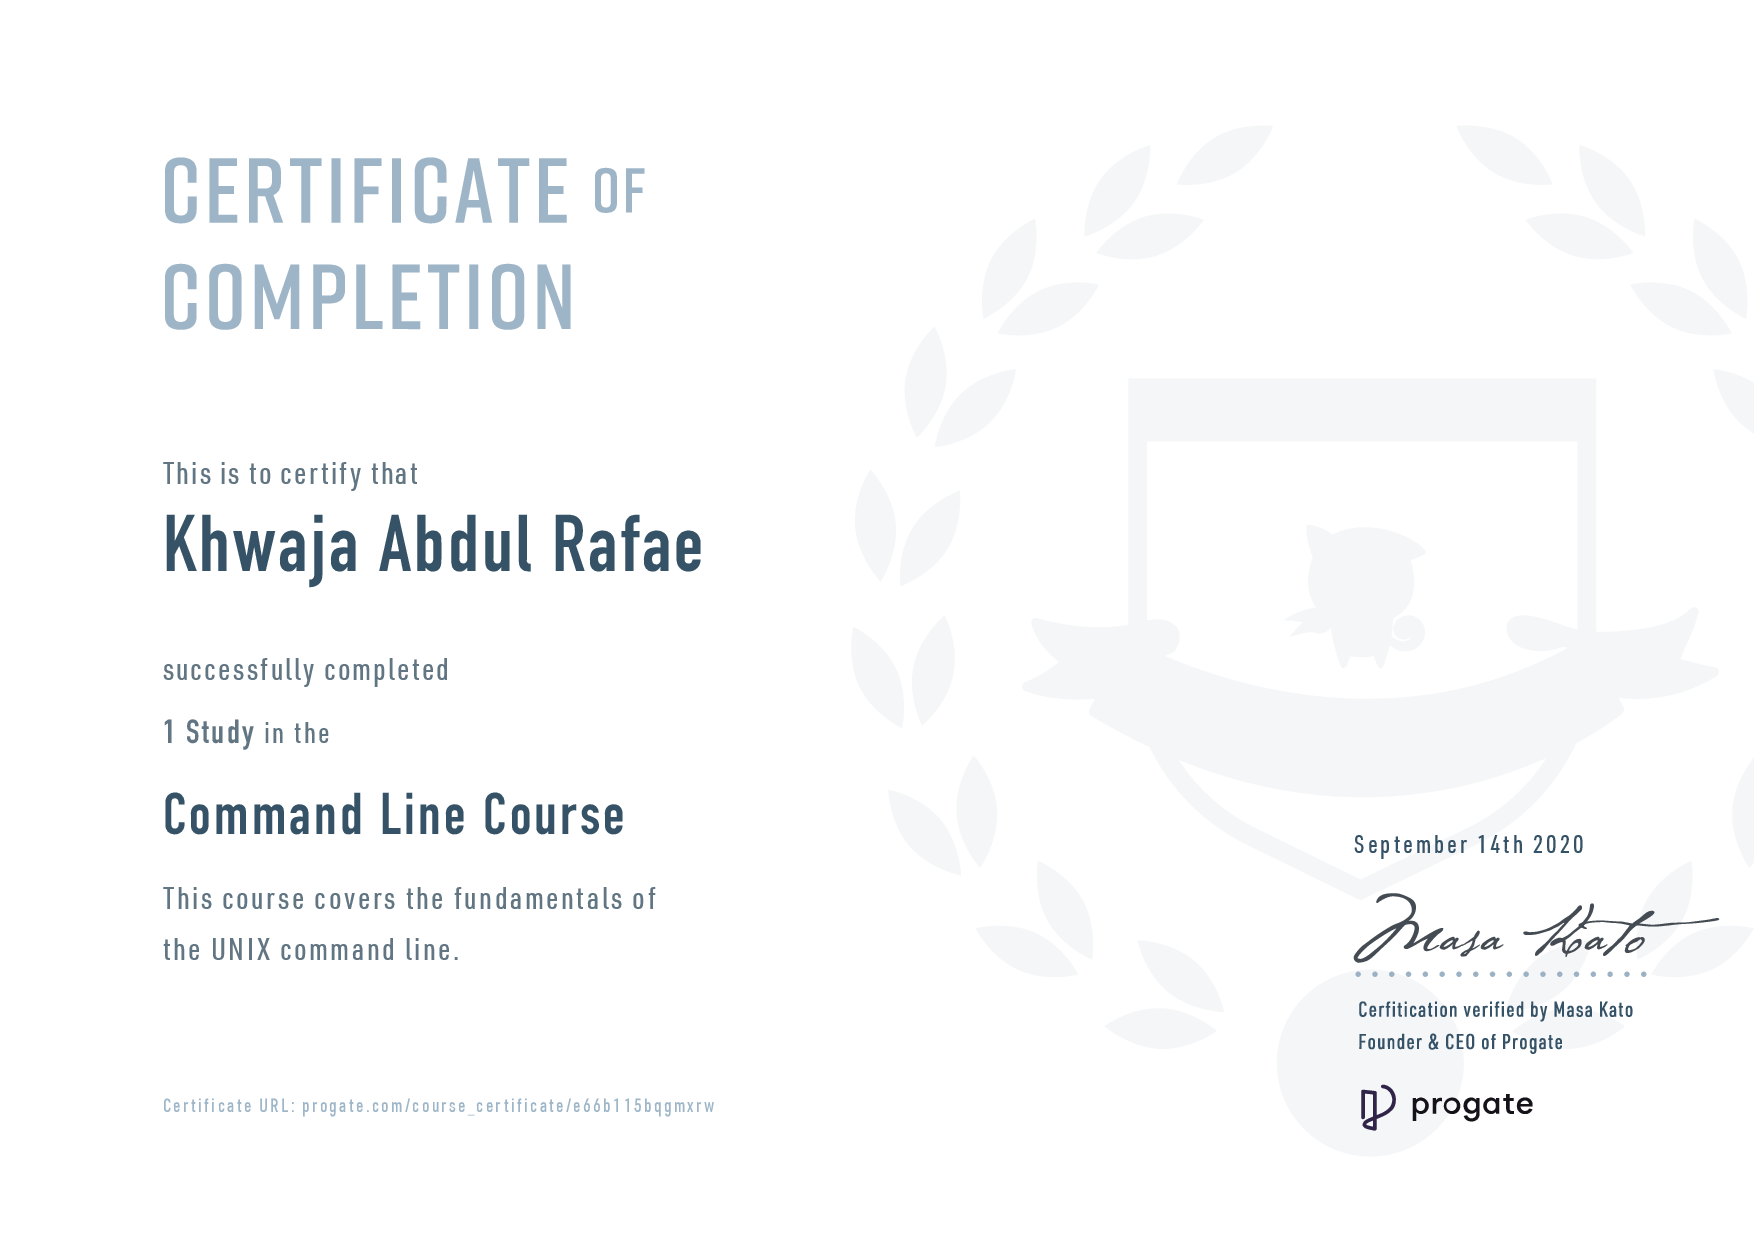 CERTIFICATE OF
COMPLETION
This is to certify that
Khwaja Abdul Rafae
successfully completed
1 Study in the
Command Line Course
This course covers the fundamentals of
the UNIX command line.
Certificate URL: progate.com/course_certificate/e66b115bqgmxrw
September 14th 2020
Masa Kato
Cerfitication verified by Masa Kato
Founder & CEO of Progate
progate